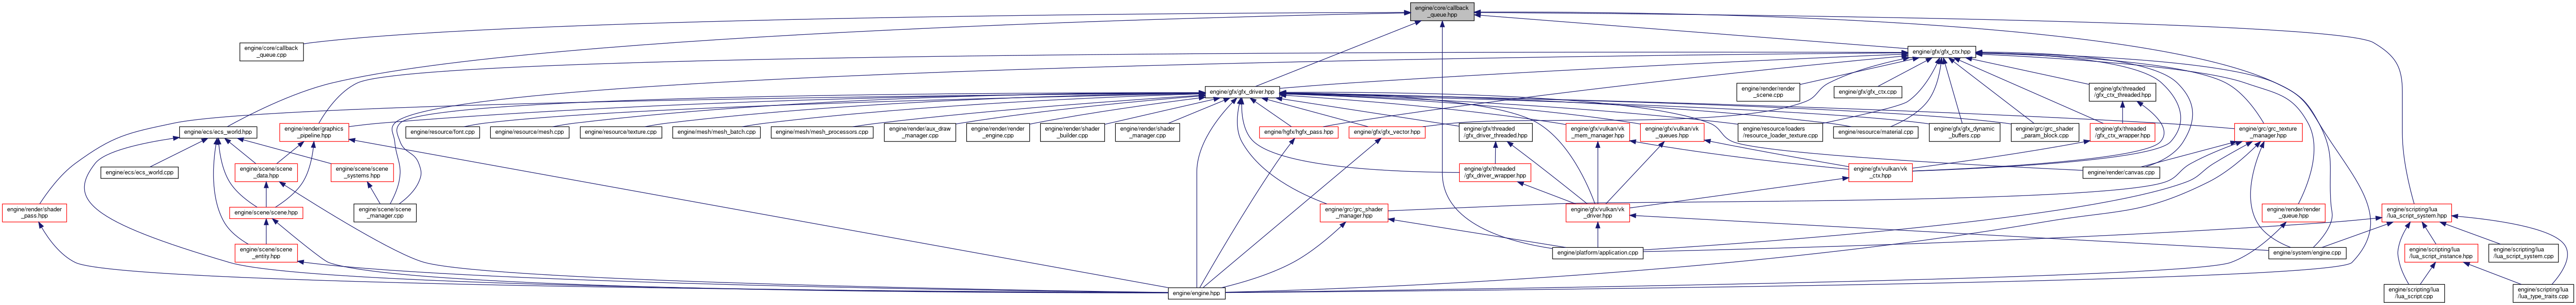 engine/core/callback
_queue.hpp
engine/core/callback
_queue.cpp
engine/gfx/gfx_ctx.hpp
engine/gfx/gfx_driver.hpp
engine/render/render
_scene.cpp
engine/gfx/gfx_ctx.cpp
engine/gfx/threaded
/gfx_ctx_threaded.hpp
engine/ecs/ecs_world.hpp
engine/render/graphics
_pipeline.hpp
engine/resource/font.cpp
engine/resource/mesh.cpp
engine/resource/texture.cpp
engine/mesh/mesh_batch.cpp
engine/mesh/mesh_processors.cpp
engine/render/aux_draw
_manager.cpp
engine/render/render
_engine.cpp
engine/render/shader
_builder.cpp
engine/render/shader
_manager.cpp
engine/hgfx/hgfx_pass.hpp
engine/gfx/gfx_vector.hpp
engine/gfx/threaded
/gfx_driver_threaded.hpp
engine/gfx/vulkan/vk
_mem_manager.hpp
engine/gfx/vulkan/vk
_queues.hpp
engine/resource/loaders
/resource_loader_texture.cpp
engine/resource/material.cpp
engine/gfx/gfx_dynamic
_buffers.cpp
engine/grc/grc_shader
_param_block.cpp
engine/gfx/threaded
/gfx_ctx_wrapper.hpp
engine/grc/grc_texture
_manager.hpp
engine/ecs/ecs_world.cpp
engine/scene/scene
_data.hpp
engine/scene/scene
_systems.hpp
engine/gfx/threaded
/gfx_driver_wrapper.hpp
engine/gfx/vulkan/vk
_ctx.hpp
engine/render/canvas.cpp
engine/render/shader
_pass.hpp
engine/scene/scene.hpp
engine/scene/scene
_manager.cpp
engine/grc/grc_shader
_manager.hpp
engine/gfx/vulkan/vk
_driver.hpp
engine/render/render
_queue.hpp
engine/scripting/lua
/lua_script_system.hpp
engine/scene/scene
_entity.hpp
engine/platform/application.cpp
engine/system/engine.cpp
engine/scripting/lua
/lua_script_instance.hpp
engine/scripting/lua
/lua_script_system.cpp
engine/engine.hpp
engine/scripting/lua
/lua_script.cpp
engine/scripting/lua
/lua_type_traits.cpp